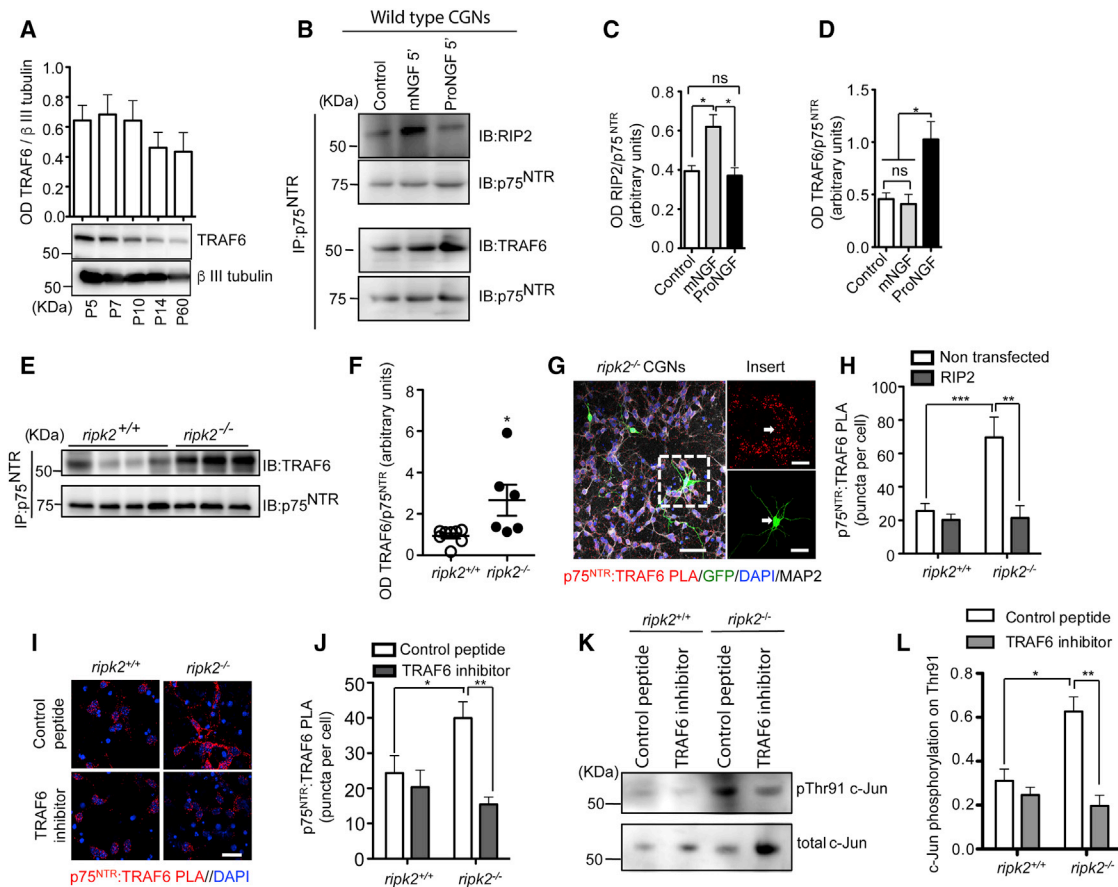 A
OD TRAF6 / β III tubulin
1.0
0.8
0.6
0.4
0.2
0.0
50
50
(KDa)
TRAF6
β III tubulin
P5
P7
P10
P14
P60
B
Wild type CGNs
Control
mNGF 5'
ProNGF 5'
(KDa)
IP:p75NTR
50
75
50
75
IB:RIP2
IB:p75NTR
IB:TRAF6
IB:p75NTR
C
OD RIP2/p75NTR
(arbitrary units)
0.8
0.6
0.4
0.2
0.0
ns
*
*
Control
mNGF
ProNGF
D
OD TRAF6/p75NTR
(arbitrary units)
1.5
1.0
0.5
0.0
*
ns
Control
mNGF
ProNGF
E
(KDa)
ripk2+/+
ripk2-/-
IP:p75NTR
50
75
IB:TRAF6
IB:p75NTR
F
OD TRAF6/p75NTR (arbitrary units)
8
6
4
2
0
*
ripk2+/+
ripk2-/-
G
ripk2-/- CGNs
Insert
p75NTR:TRAF6 PLA/GFP/DAPI/MAP2
H
Non transfected
RIP2
p75NTR:TRAF6 PLA
(puncta per cell)
100
80
60
40
20
0
***
**
ripk2+/+
ripk2-/-
I
ripk2+/+
ripk2-/-
Control
peptide
TRAF6
inhibitor
p75NTR:TRAF6 PLA//DAPI
J
Control peptide
TRAF6 inhibitor
p75NTR:TRAF6 PLA
(puncta per cell)
50
40
30
20
10
0
*
**
ripk2+/+
ripk2-/-
K
ripk2+/+
ripk2-/-
Control peptide
TRAF6 inhibitor
Control peptide
TRAF6 inhibitor
(KDa)
50
50
pThr91 c-Jun
total c-Jun
L
Control peptide
TRAF6 inhibitor
c-Jun phosphorylation on Thr91
0.9
0.6
0.4
0.2
0.0
*
**
ripk2+/+
ripk2-/-